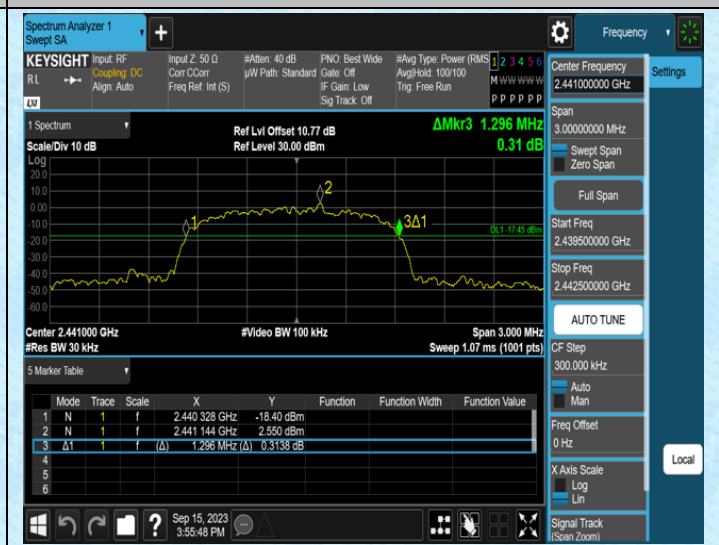 Spectrum Analyzer 1
Swept SA
Frequency
KEYSIGHT
RL
LXI
Input: RF
Coupling: DC
Align: Auto
Input Z: 50 Ω
Corr CCorr
Freq Ref: Int (S)
#Atten: 40 dB
µW Path: Standard
PNO: Best Wide
Gate: Off
IF Gain: Low
Sig Track: Off
#Avg Type: Power (RMS
Avg|Hold: 100/100
Trig: Free Run
1 2 3 4 5 6
M W W W W W
P P P P P P
1 Spectrum
Scale/Div 10 dB
Ref Lvl Offset 10.77 dB
Ref Level 30.00 dBm
ΔMkr3 1.296 MHz
0.31 dB
Log
20.0
10.0
0.00
-10.0
-20.0
-30.0
-40.0
-50.0
-60.0
1
2
3Δ1
DL1 -17.45 dBm
Center 2.441000 GHz
#Res BW 30 kHz
#Video BW 100 kHz
Span 3.000 MHz
Sweep 1.07 ms (1001 pts)
5 Marker Table
Mode Trace Scale X Y Function Function Width Function Value
1 N 1 f 2.440 328 GHz -18.40 dBm
2 N 1 f 2.441 144 GHz 2.550 dBm
3 Δ1 1 f (Δ) 1.296 MHz (Δ) 0.3138 dB
4
5
6
Sep 15, 2023
3:55:48 PM
Center Frequency
2.441000000 GHz
Settings
Span
3.00000000 MHz
Swept Span
Zero Span
Full Span
Start Freq
2.439500000 GHz
Stop Freq
2.442500000 GHz
AUTO TUNE
CF Step
300.000 kHz
Auto
Man
Freq Offset
0 Hz
X Axis Scale
Log
Lin
Local
Signal Track
(Span Zoom)